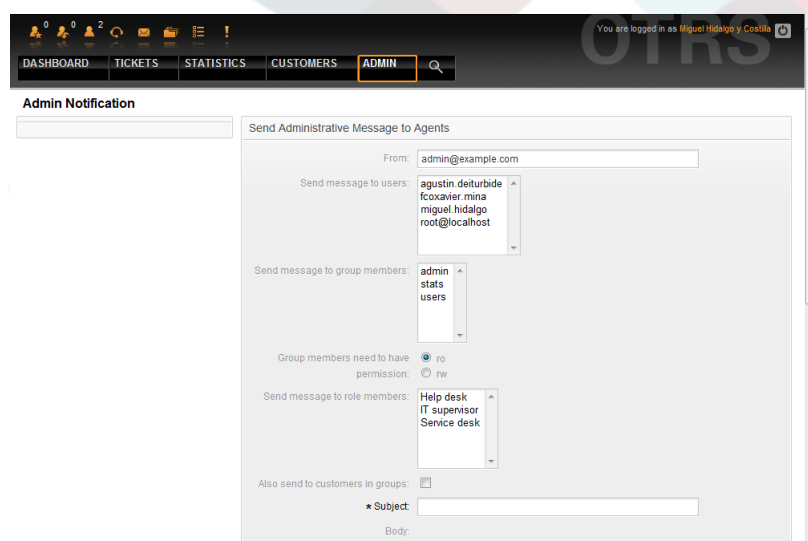 0 0 2
You are logged in as Miguel Hidalgo y Costilla
OTRS
DASHBOARD TICKETS STATISTICS CUSTOMERS ADMIN
Admin Notification
Send Administrative Message to Agents
From: admin@example.com
Send message to users: agustin.deiturbide
fcoxavier.mina
miguel.hidalgo
root@localhost
Send message to group members: admin
stats
users
Group members need to have ro
permission: rw
Send message to role members: Help desk
IT supervisor
Service desk
Also send to customers in groups:
* Subject:
Body: